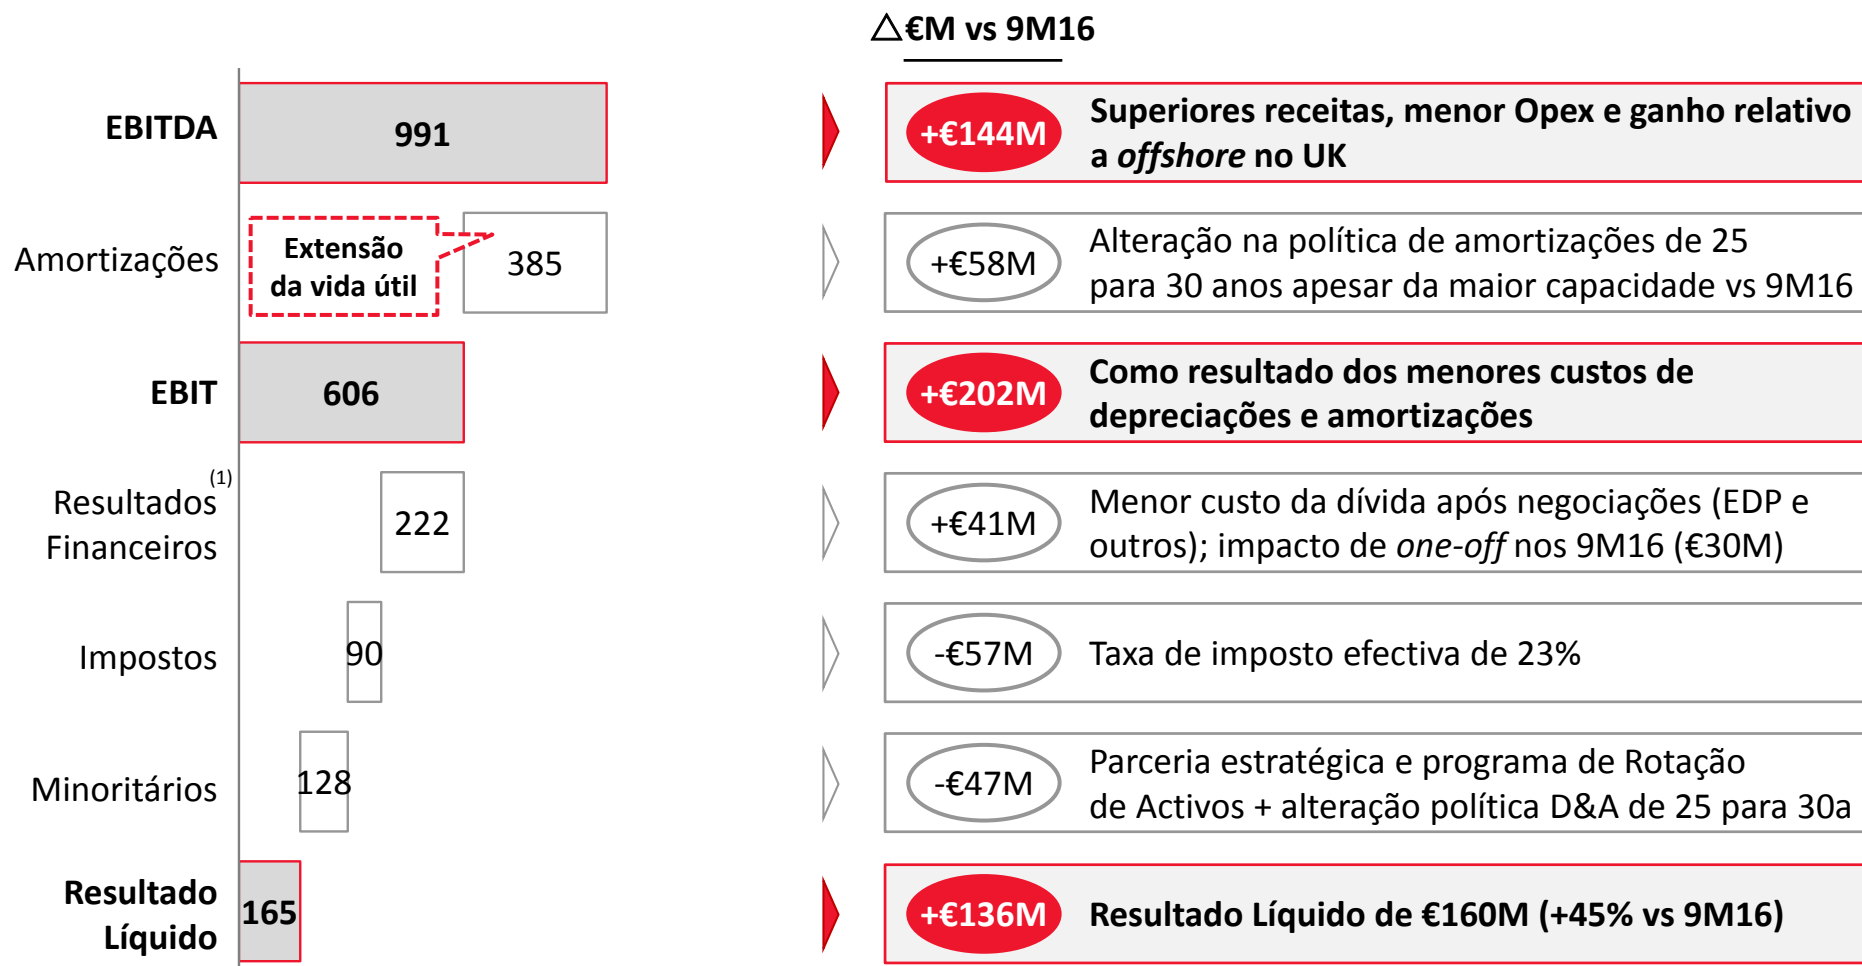 △€M vs 9M16
EBITDA
991
+€144M
Superiores receitas, menor Opex e ganho relativo
a offshore no UK
Amortizações
Extensão
da vida útil
385
+€58M
Alteração na política de amortizações de 25
para 30 anos apesar da maior capacidade vs 9M16
EBIT
606
+€202M
Como resultado dos menores custos de
depreciações e amortizações
Resultados (1)
Financeiros
222
+€41M
Menor custo da dívida após negociações (EDP e
outros); impacto de one-off nos 9M16 (€30M)
Impostos
90
-€57M
Taxa de imposto efectiva de 23%
Minoritários
128
-€47M
Parceria estratégica e programa de Rotação
de Activos + alteração política D&A de 25 para 30a
Resultado
Líquido
165
+€136M
Resultado Líquido de €160M (+45% vs 9M16)